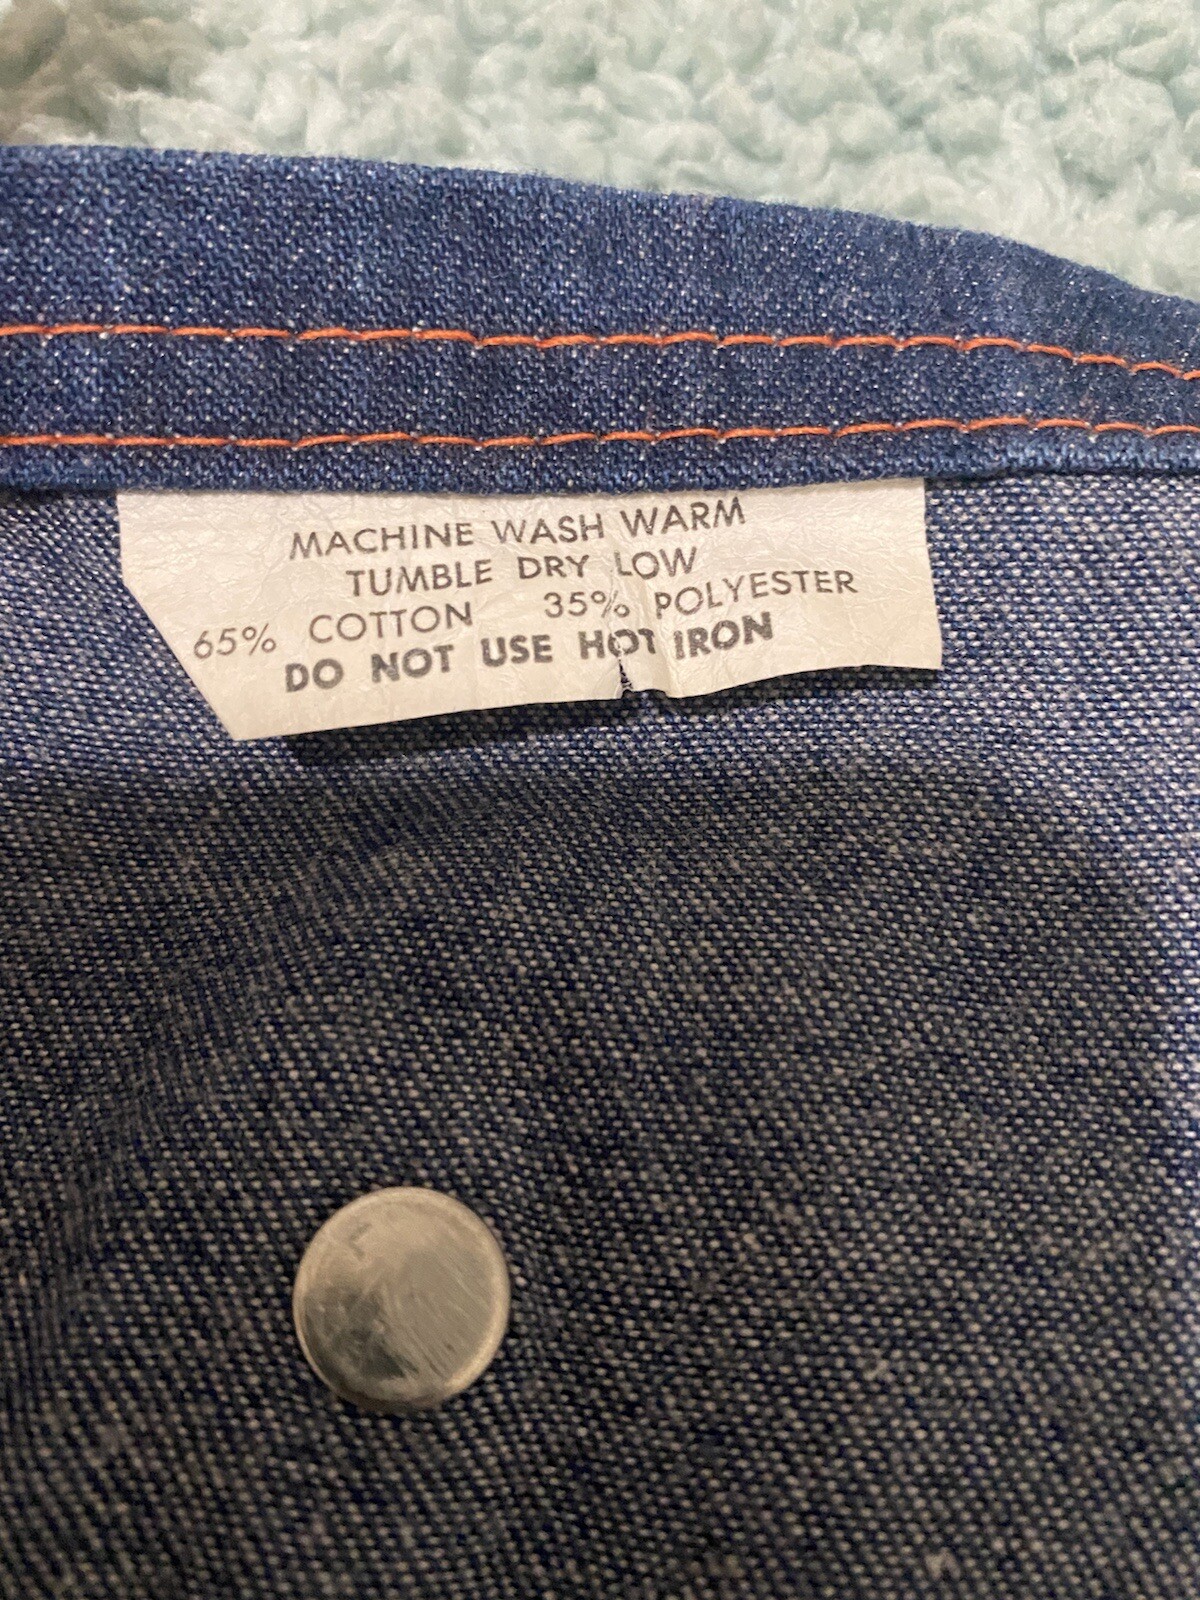 MACHINE WASH WARM
TUMBLE DRY LOW
65% COTTON 35% POLYESTER
DO NOT USE HOT IRON